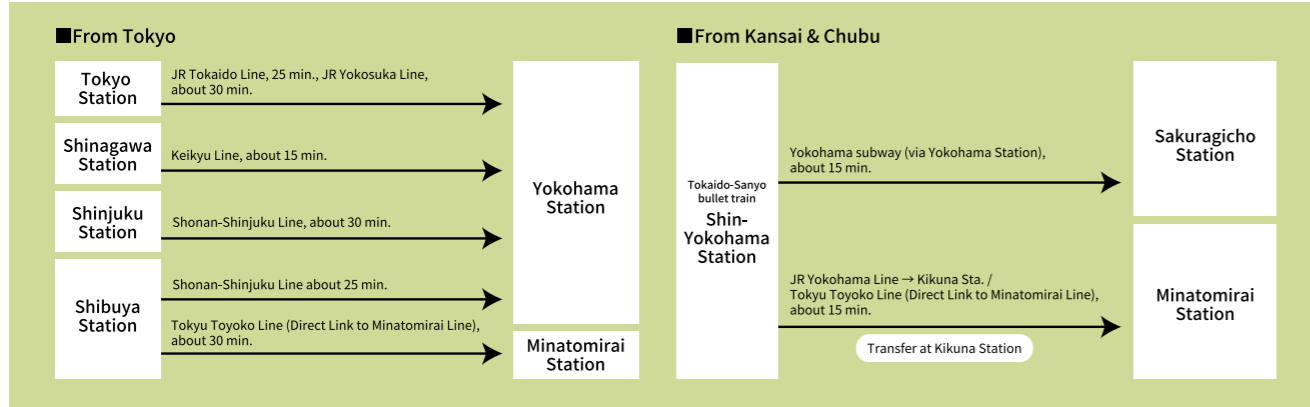 ■From Tokyo
Tokyo
Station
JR Tokaido Line, 25 min., JR Yokosuka Line,
about 30 min.
Shinagawa
Station
Keikyu Line, about 15 min.
Shinjuku
Station
Shonan-Shinjuku Line, about 30 min.
Shibuya
Station
Shonan-Shinjuku Line about 25 min.
Tokyu Toyoko Line (Direct Link to Minatomirai Line),
about 30 min.
Yokohama
Station
Minatomirai
Station
■From Kansai & Chubu
Tokaido-Sanyo
bullet train
Shin-
Yokohama
Station
Yokohama subway (via Yokohama Station),
about 15 min.
Sakuragicho
Station
JR Yokohama Line → Kikuna Sta. /
Tokyu Toyoko Line (Direct Link to Minatomirai Line),
about 15 min.
Transfer at Kikuna Station
Minatomirai
Station